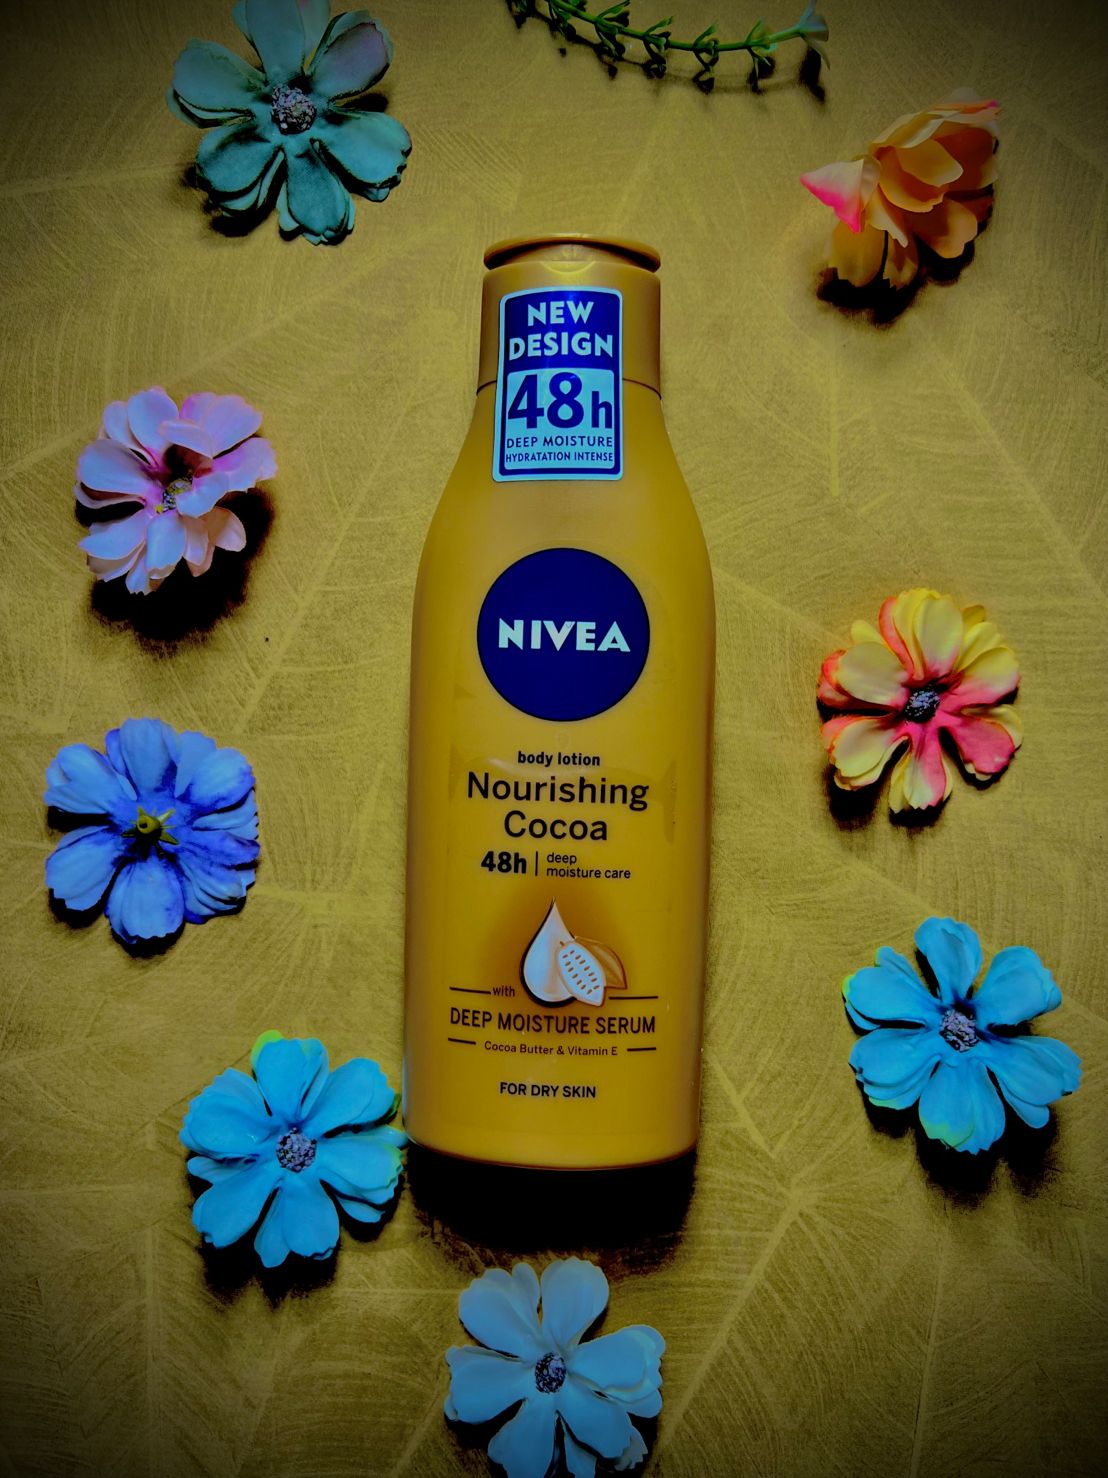 NEW
DESIGN
48h
DEEP MOISTURE
HYDRATATION INTENSE
NIVEA
body lotion
Nourishing
Cocoa
48h | deep
moisture care
with
DEEP MOISTURE SERUM
Cocoa Butter & Vitamin E
FOR DRY SKIN